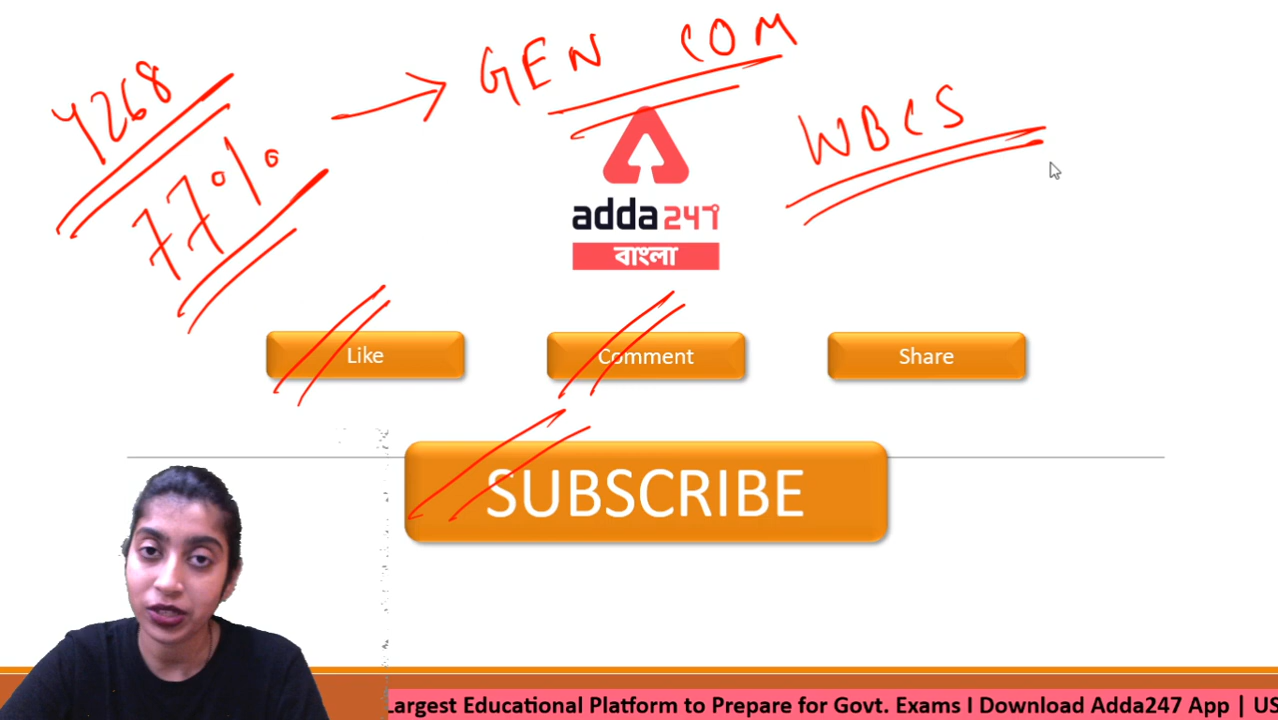 Y268
77%
GEN COM
WBCS
adda247
বাংলা
Like
Comment
Share
SUBSCRIBE
Largest Educational Platform to Prepare for Govt. Exams I Download Adda247 App | US